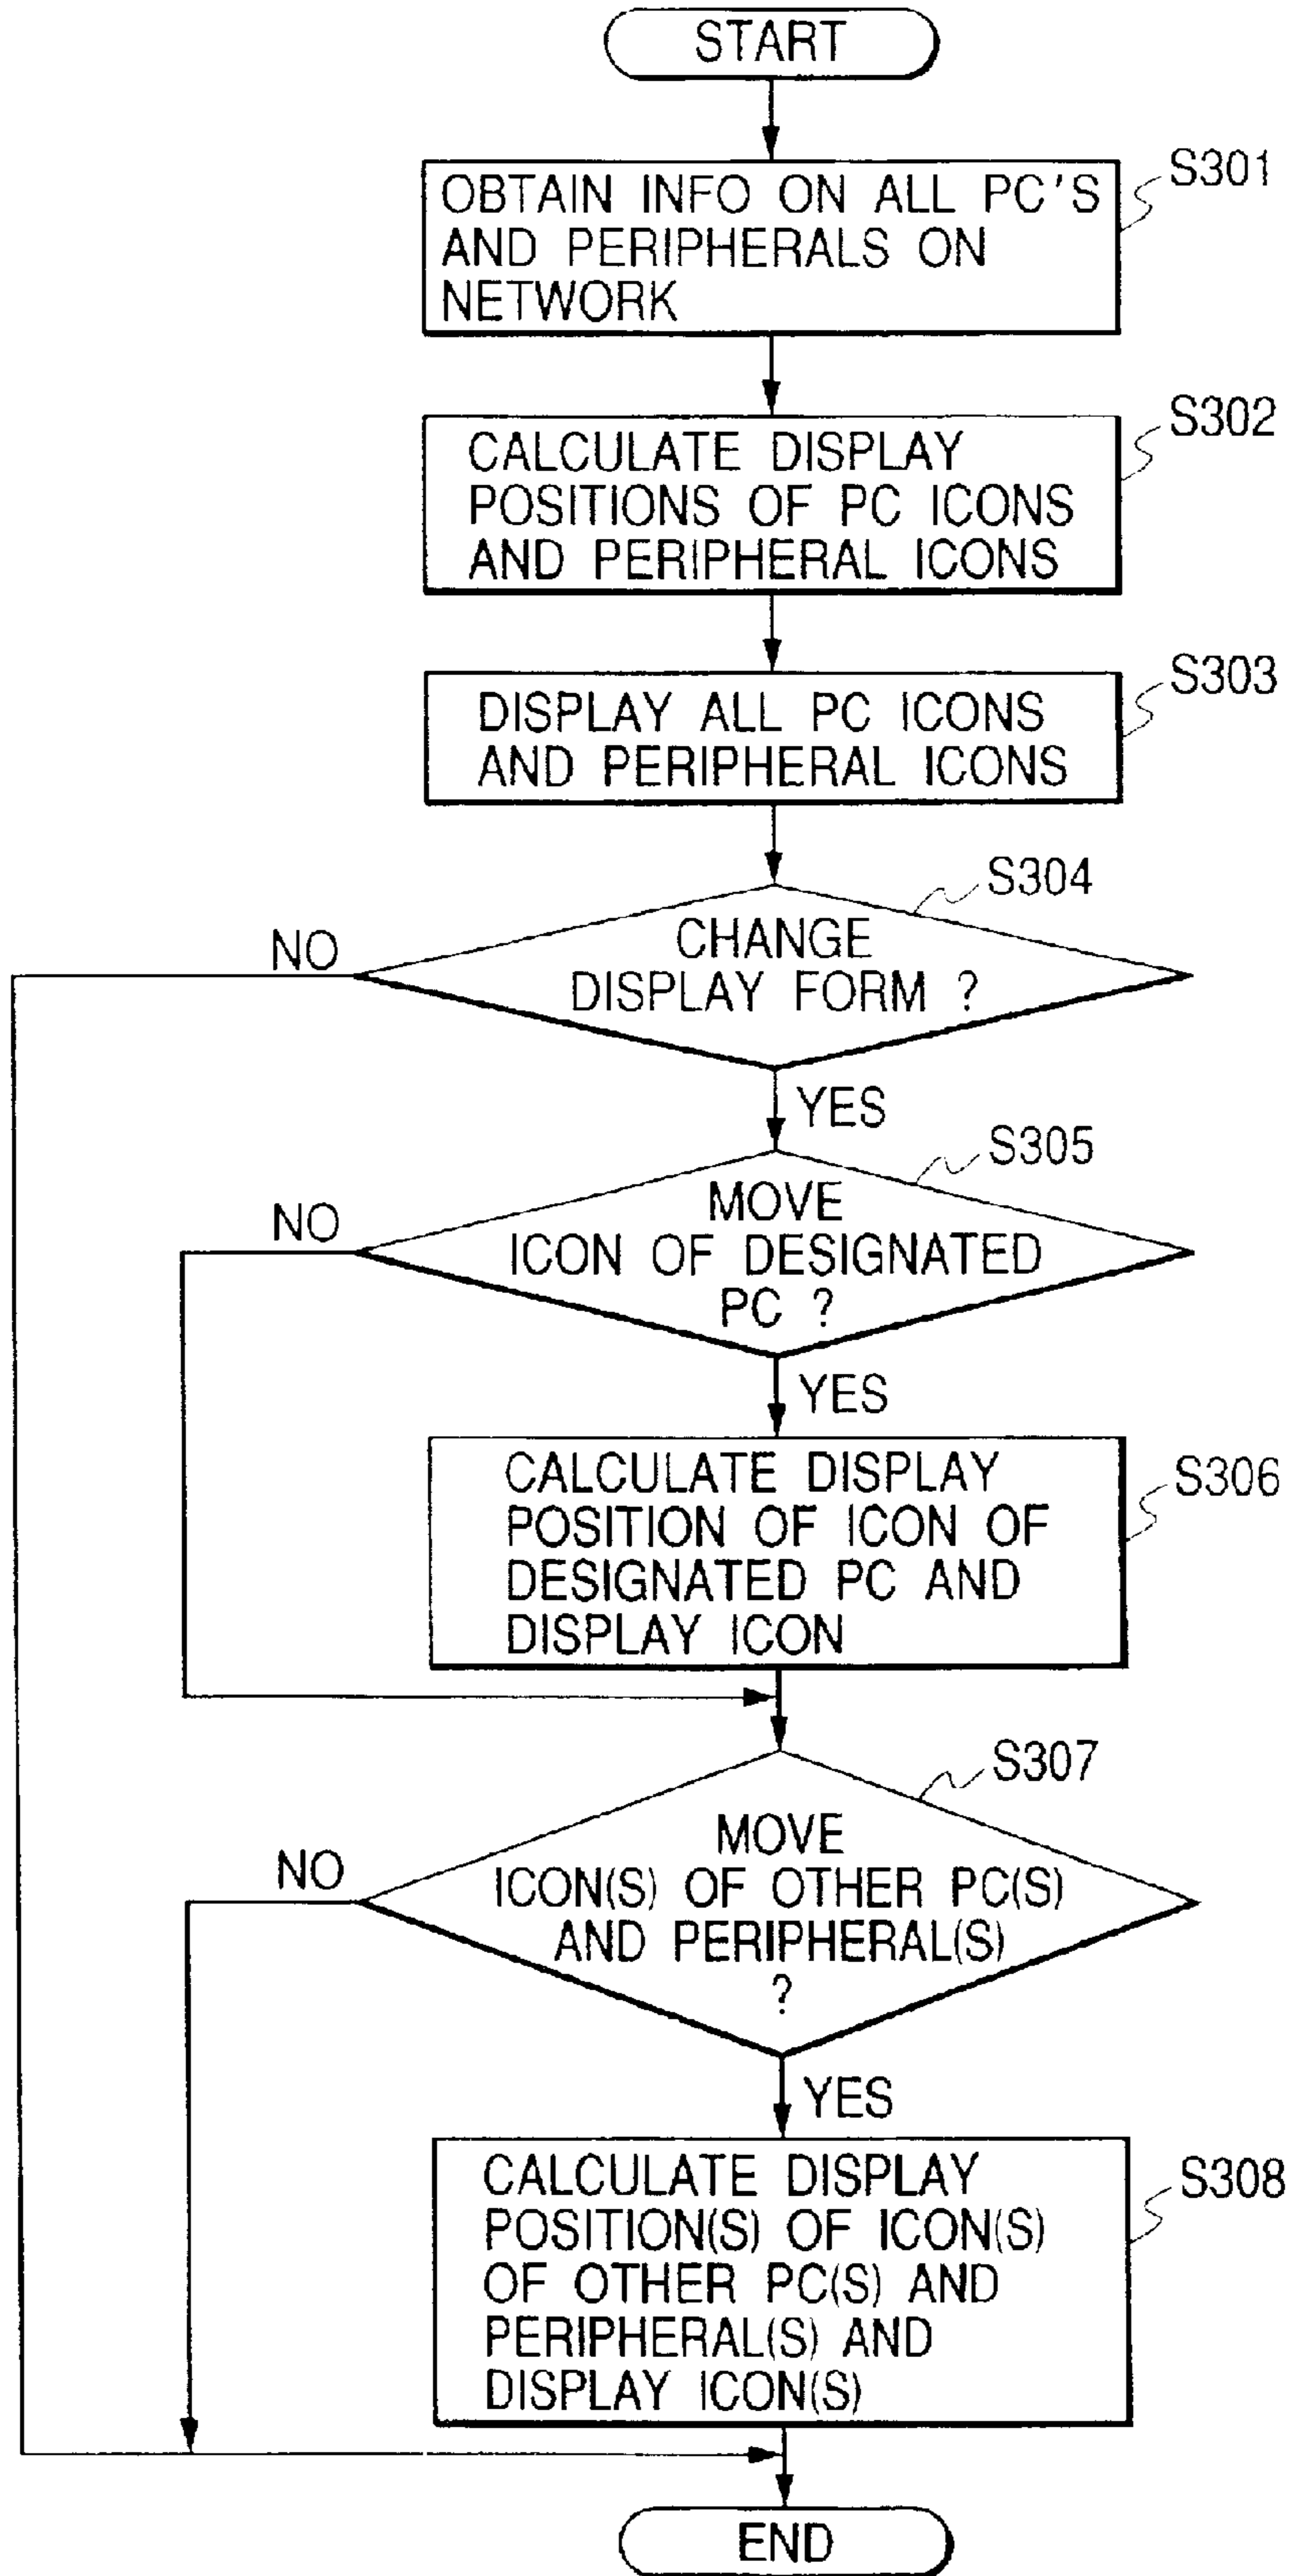 START
S301
OBTAIN INFO ON ALL PC'S
AND PERIPHERALS ON
NETWORK
S302
CALCULATE DISPLAY
POSITIONS OF PC ICONS
AND PERIPHERAL ICONS
S303
DISPLAY ALL PC ICONS
AND PERIPHERAL ICONS
S304
CHANGE
DISPLAY FORM ?
NO
YES
S305
MOVE
ICON OF DESIGNATED
PC ?
NO
YES
S306
CALCULATE DISPLAY
POSITION OF ICON OF
DESIGNATED PC AND
DISPLAY ICON
S307
MOVE
ICON(S) OF OTHER PC(S)
AND PERIPHERAL(S)
?
NO
YES
S308
CALCULATE DISPLAY
POSITION(S) OF ICON(S)
OF OTHER PC(S) AND
PERIPHERAL(S) AND
DISPLAY ICON(S)
END